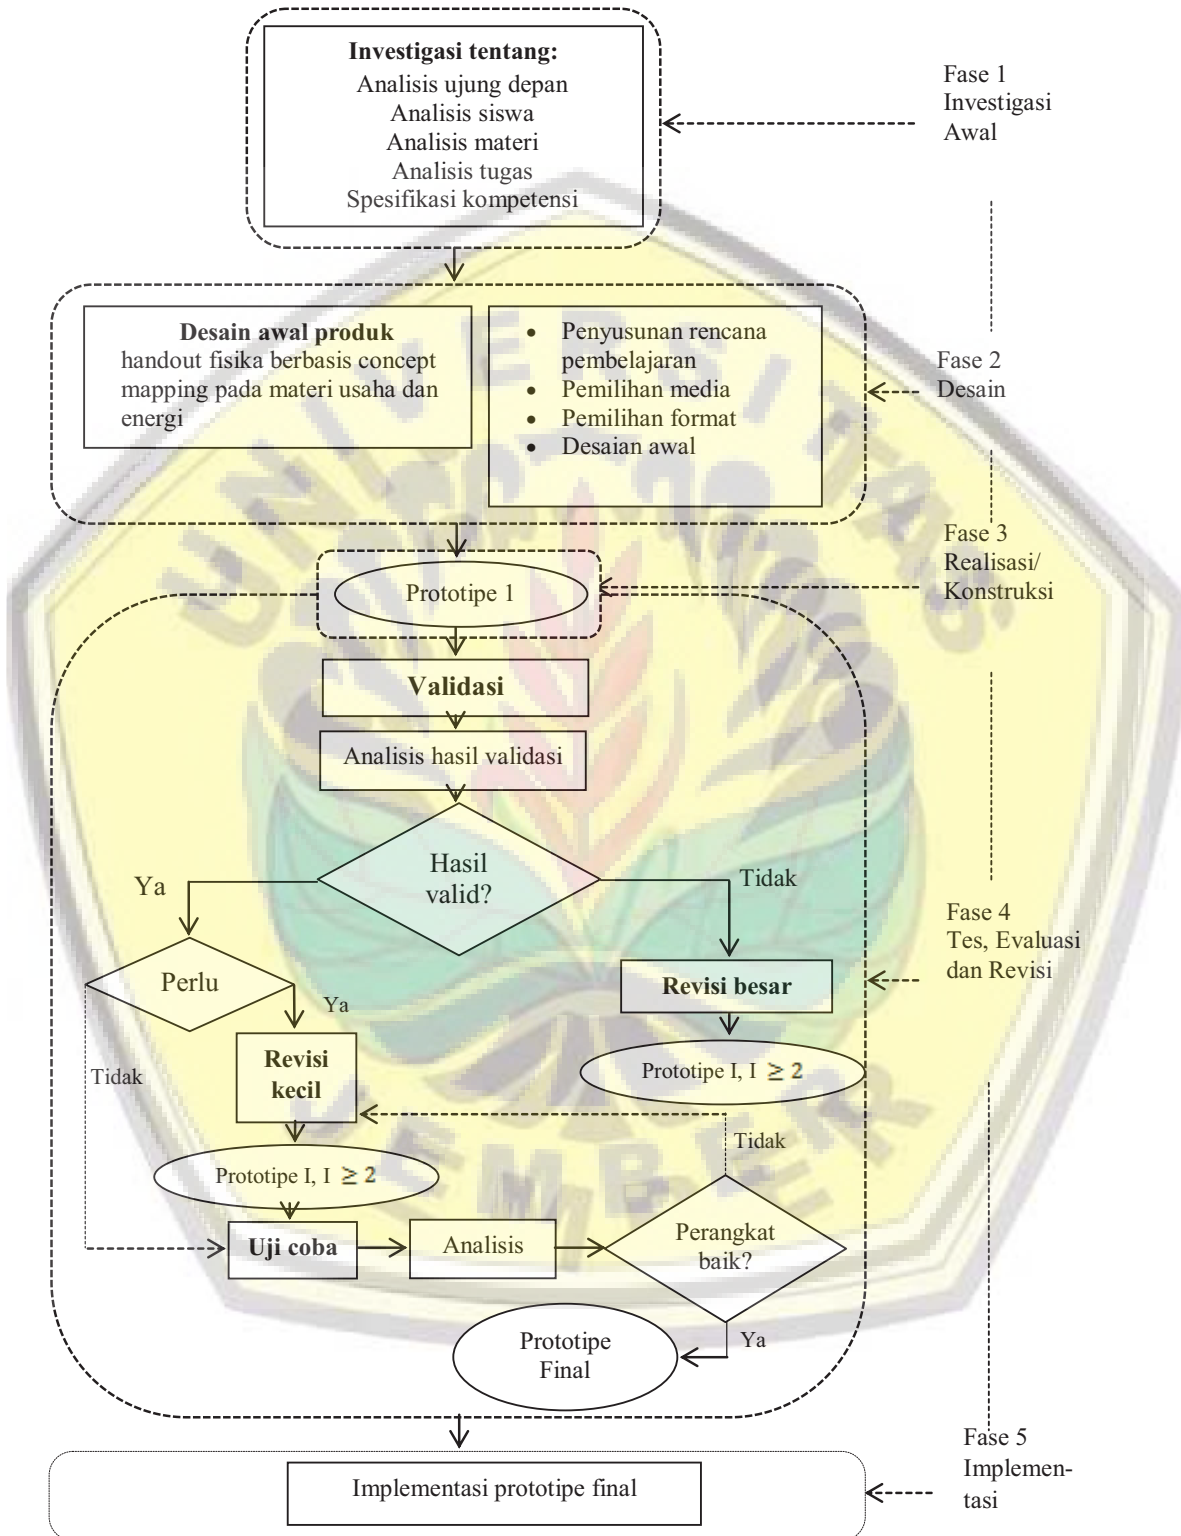 Investigasi tentang:
Analisis ujung depan
Analisis siswa
Analisis materi
Analisis tugas
Spesifikasi kompetensi
Fase 1
Investigasi
Awal
Desain awal produk
handout fisika berbasis concept
mapping pada materi usaha dan
energi
• Penyusunan rencana
pembelajaran
• Pemilihan media
• Pemilihan format
• Desaian awal
Fase 2
Desain
Prototipe 1
Fase 3
Realisasi/
Konstruksi
Validasi
Analisis hasil validasi
Hasil
valid?
Ya
Tidak
Perlu
Ya
Tidak
Revisi
kecil
Revisi besar
Prototipe I, I ≥ 2
Fase 4
Tes, Evaluasi
dan Revisi
Tidak
Prototipe I, I ≥ 2
Uji coba
Analisis
Perangkat
baik?
Ya
Prototipe
Final
Implementasi prototipe final
Fase 5
Implemen-
tasi
UNIVERSITAS
JEMBER